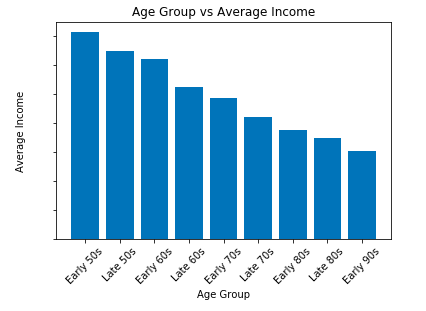 Age Group vs Average Income
Average Income
Early 50s
Late 50s
Early 60s
Late 60s
Early 70s
Late 70s
Early 80s
Late 80s
Early 90s
Age Group